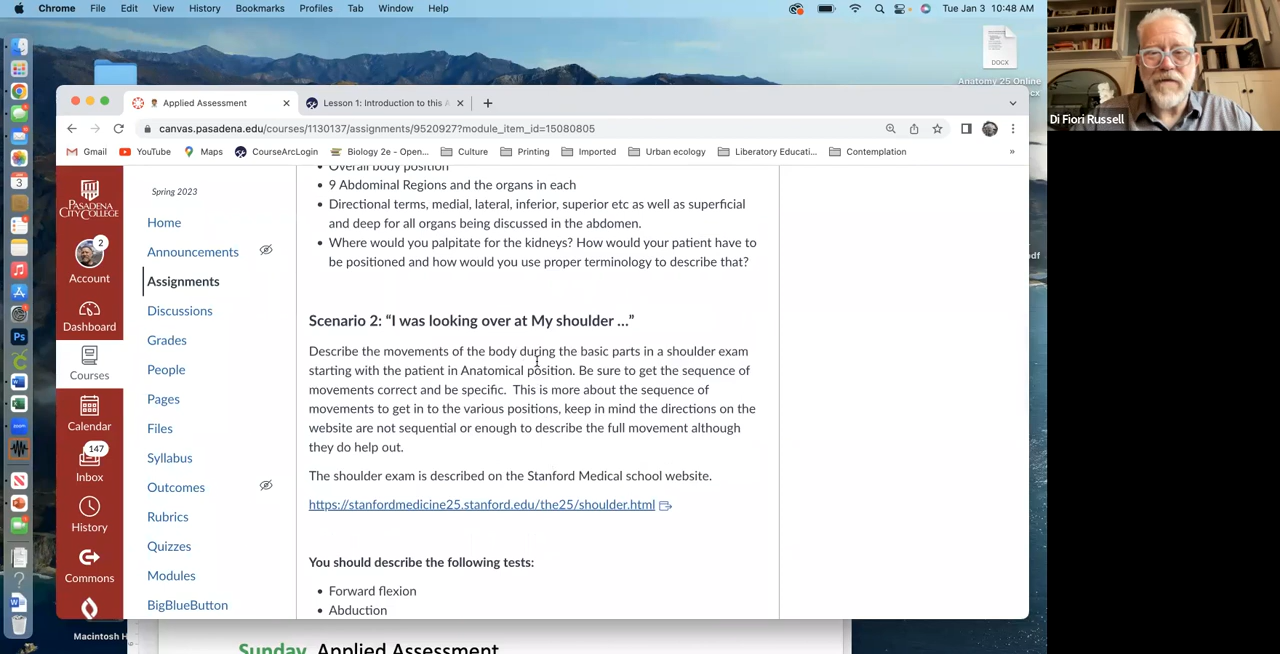 Chrome File Edit View History Bookmarks Profiles Tab Window Help Tue Jan 3 10:48 AM
DOCX
Anatomy 25 Online
Di Fiori Russell
Applied Assessment
Lesson 1: Introduction to this A
canvas.pasadena.edu/courses/1130137/assignments/9520927?module_item_id=15080805
Gmail YouTube Maps CourseArcLogin Biology 2e - Open... Culture Printing Imported Urban ecology Liberatory Educati... Contemplation »
PASADENA
CITY COLLEGE
2
Account
Dashboard
Courses
Calendar
147
Inbox
History
Commons
Spring 2023
Home
Announcements
Assignments
Discussions
Grades
People
Pages
Files
Syllabus
Outcomes
Rubrics
Quizzes
Modules
BigBlueButton
Overall body position
9 Abdominal Regions and the organs in each
Directional terms, medial, lateral, inferior, superior etc as well as superficial
and deep for all organs being discussed in the abdomen.
Where would you palpitate for the kidneys? How would your patient have to
be positioned and how would you use proper terminology to describe that?
Scenario 2: “I was looking over at My shoulder ...”
Describe the movements of the body during the basic parts in a shoulder exam
starting with the patient in Anatomical position. Be sure to get the sequence of
movements correct and be specific. This is more about the sequence of
movements to get in to the various positions, keep in mind the directions on the
website are not sequential or enough to describe the full movement although
they do help out.
The shoulder exam is described on the Stanford Medical school website.
https://stanfordmedicine25.stanford.edu/the25/shoulder.html
You should describe the following tests:
Forward flexion
Abduction
Macintosh H
Sunday Applied Assessment